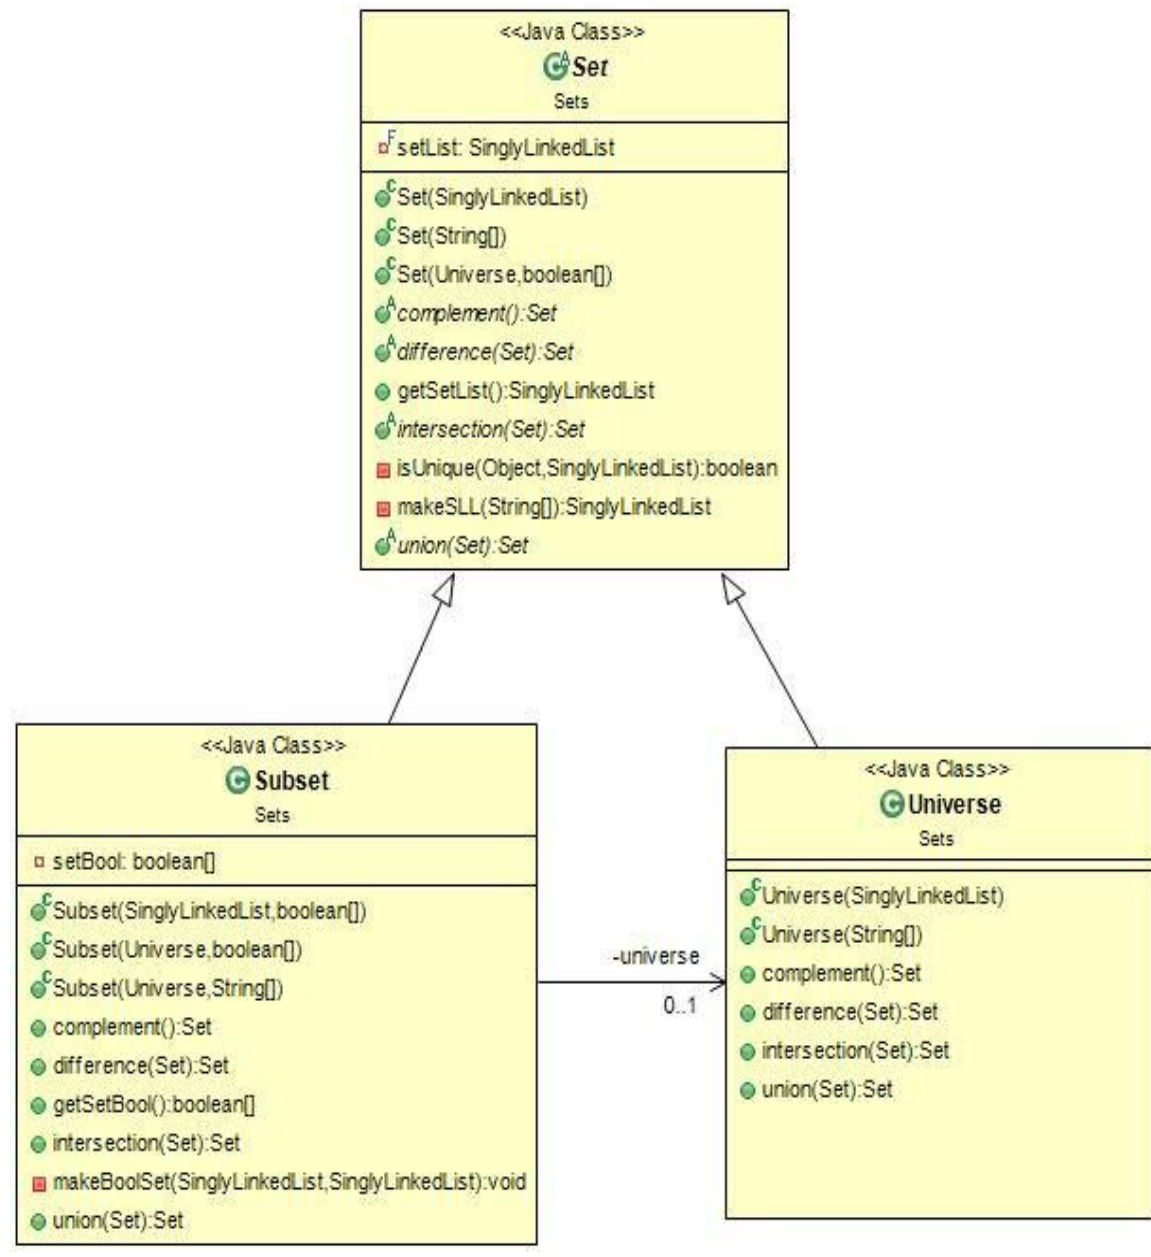 <<Java Class>>
Set
Sets
setList: SinglyLinkedList
Set(SinglyLinkedList)
Set(String[])
Set(Universe,boolean[])
complement():Set
difference(Set):Set
getSetList():SinglyLinkedList
intersection(Set):Set
isUnique(Object,SinglyLinkedList):boolean
makeSLL(String[]):SinglyLinkedList
union(Set):Set
<<Java Class>>
Subset
Sets
setBool: boolean[]
Subset(SinglyLinkedList,boolean[])
Subset(Universe,boolean[])
Subset(Universe,String[])
complement():Set
difference(Set):Set
getSetBool():boolean[]
intersection(Set):Set
makeBoolSet(SinglyLinkedList,SinglyLinkedList):void
union(Set):Set
-universe
0..1
<<Java Class>>
Universe
Sets
Universe(SinglyLinkedList)
Universe(String[])
complement():Set
difference(Set):Set
intersection(Set):Set
union(Set):Set